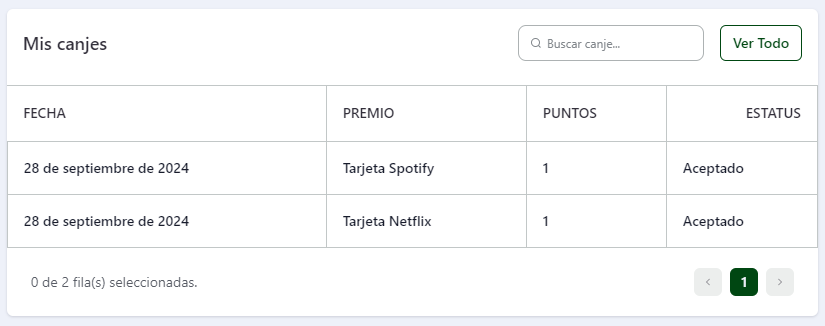 Mis canjes
Buscar canje...
Ver Todo
FECHA PREMIO PUNTOS ESTATUS
28 de septiembre de 2024 Tarjeta Spotify 1 Aceptado
28 de septiembre de 2024 Tarjeta Netflix 1 Aceptado
0 de 2 fila(s) seleccionadas.
‹ 1 ›